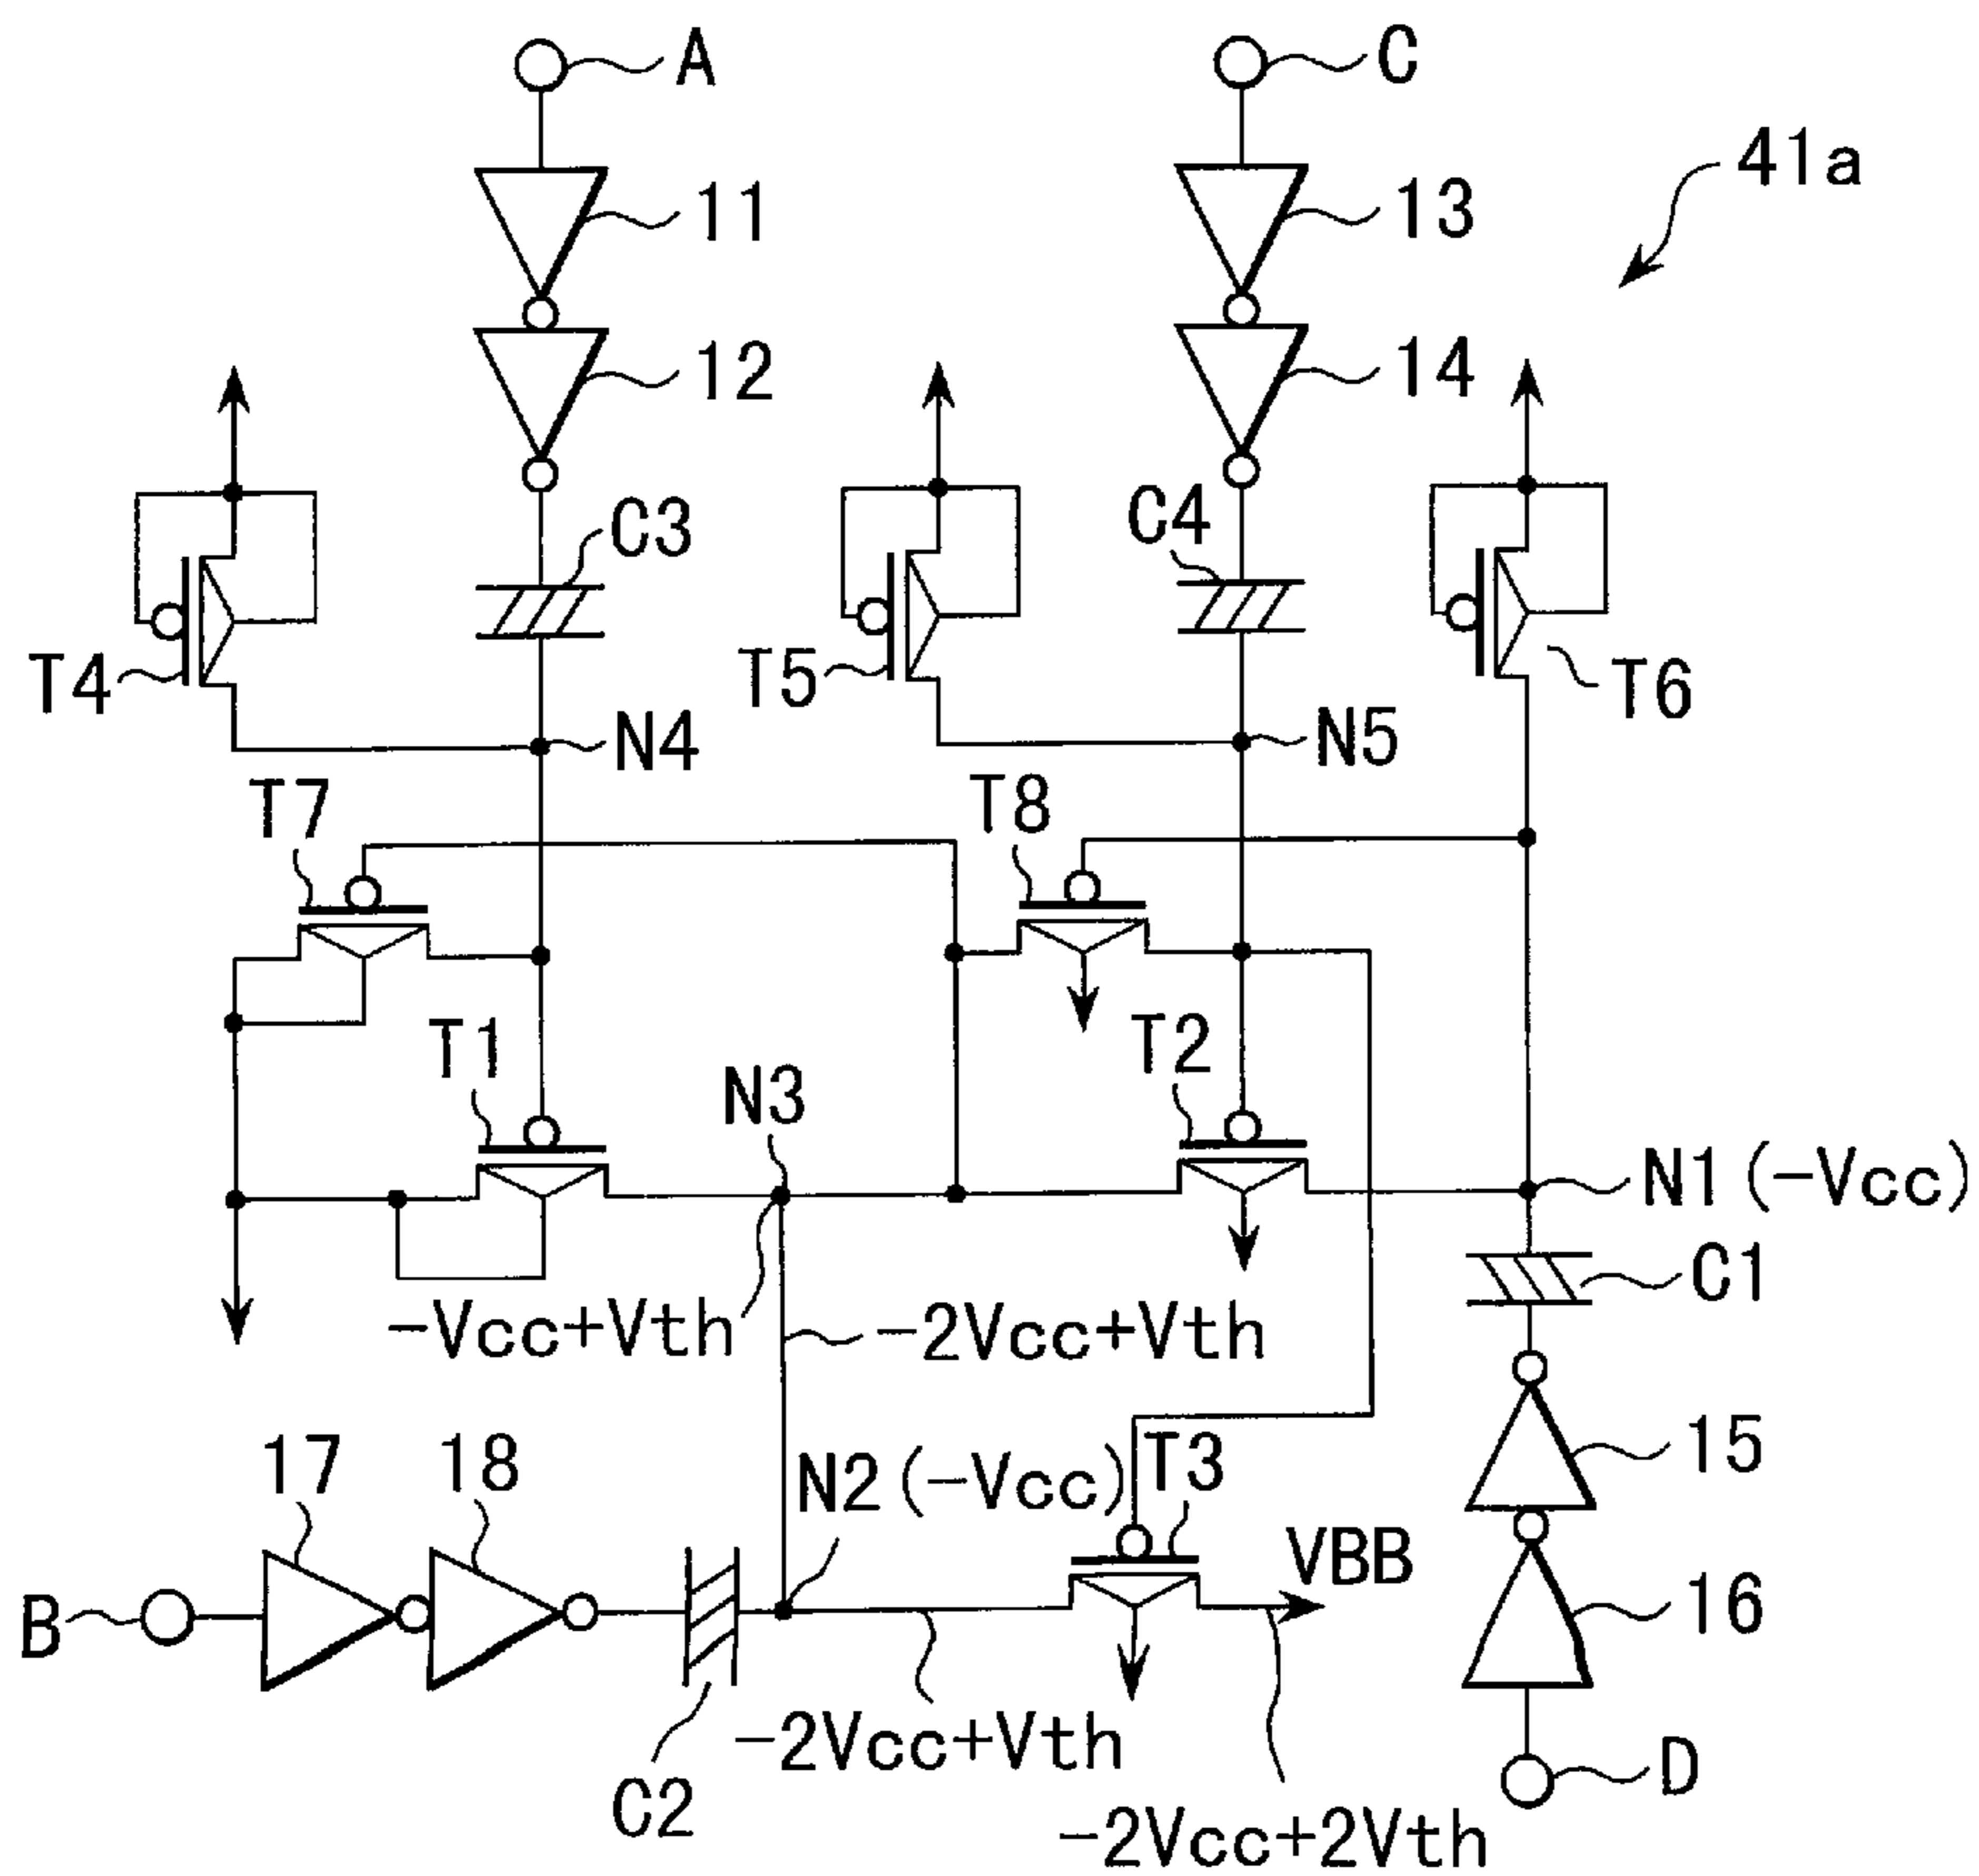 A
C
41a
11
13
12
14
C3
C4
T4
T5
T6
N4
N5
T7
T8
T1
T2
N3
N1(-Vcc)
C1
-Vcc+Vth
-2Vcc+Vth
17
18
N2(-Vcc)
T3
15
VBB
B
16
-2Vcc+Vth
D
C2
-2Vcc+2Vth